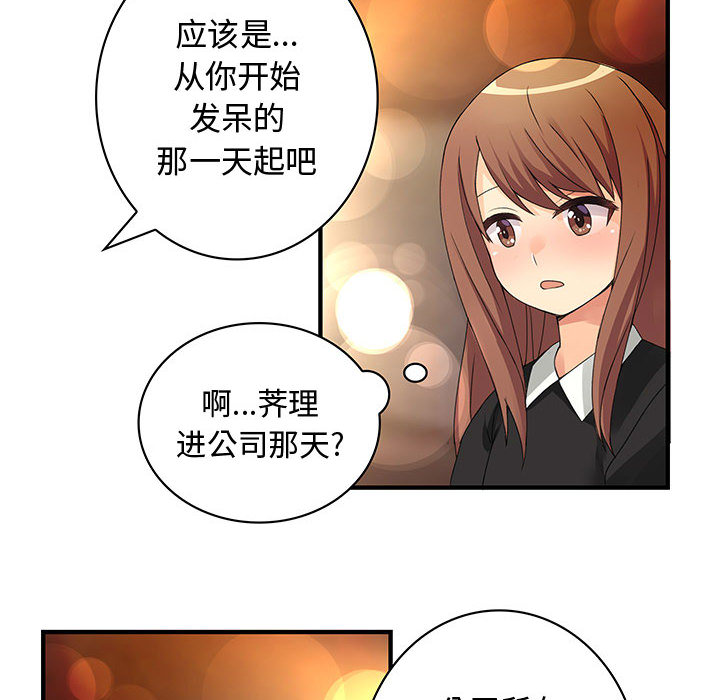 应该是...
从你开始
发呆的
那一天起吧
啊...荠理
进公司那天?